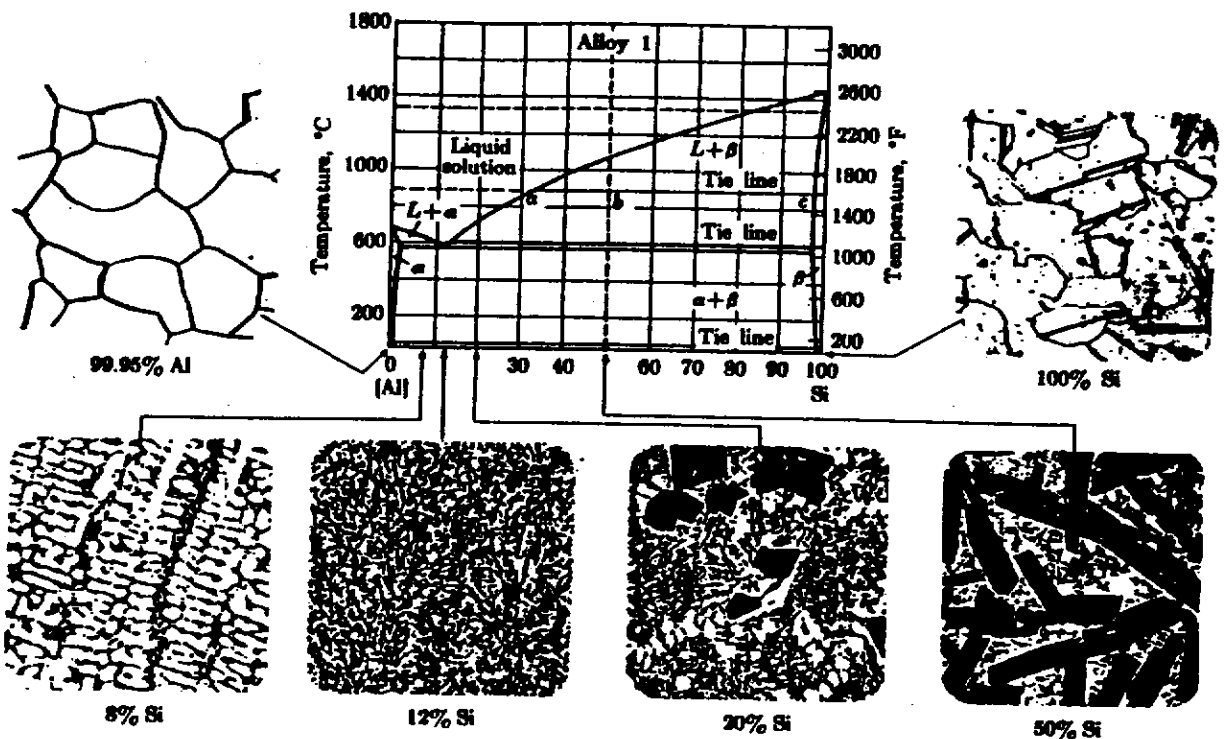 1800
1400
1000
600
200
Temperature, °C
Alloy 1
Liquid
solution
L + β
Tie line
a
b
c
L + α
Tie line
α
β
α + β
Tie line
3000
2600
2200
1800
1400
1000
600
200
Temperature, °F
0
30
40
50
60
70
80
90
100
[Al]
Si
99.95% Al
100% Si
8% Si
12% Si
20% Si
50% Si